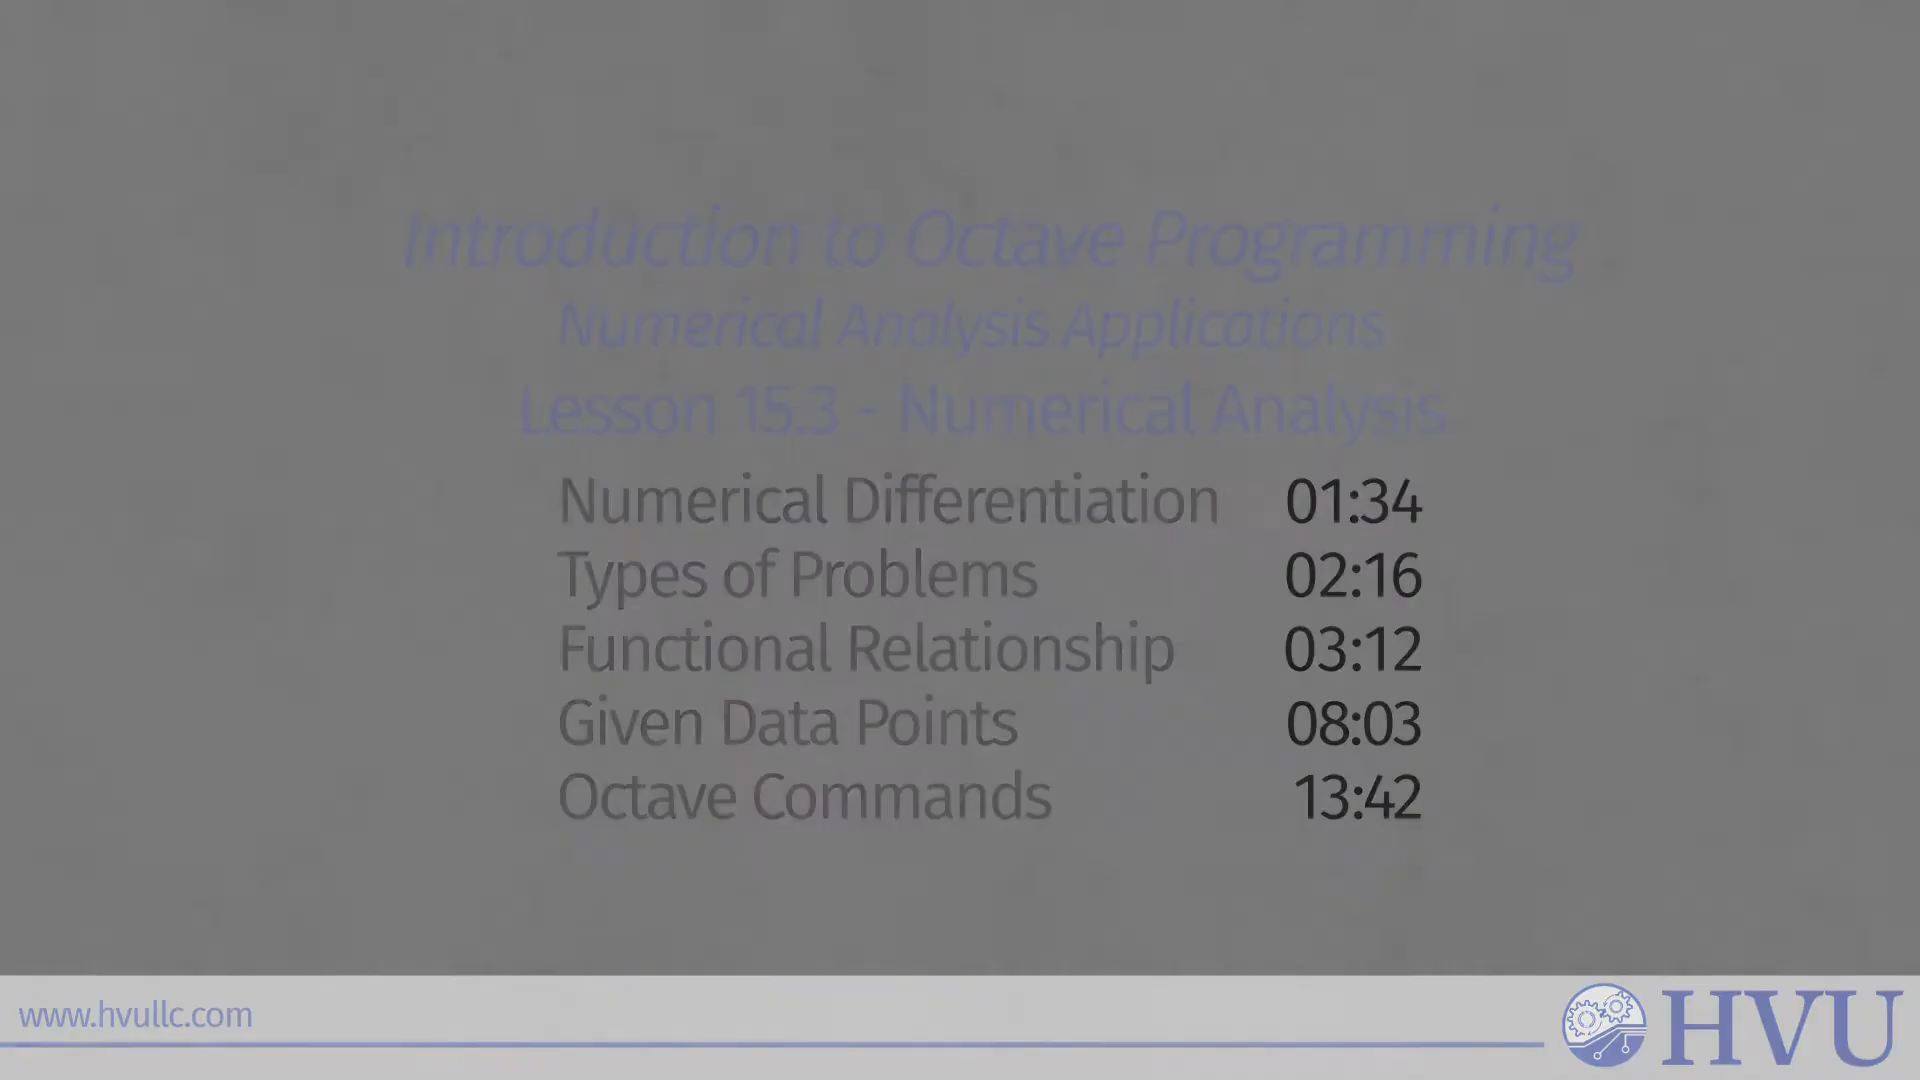 Introduction to Octave Programming
Numerical Analysis Applications
Lesson 15.3 - Numerical Analysis
Numerical Differentiation 01:34
Types of Problems 02:16
Functional Relationship 03:12
Given Data Points 08:03
Octave Commands 13:42
www.hvullc.com
HVU